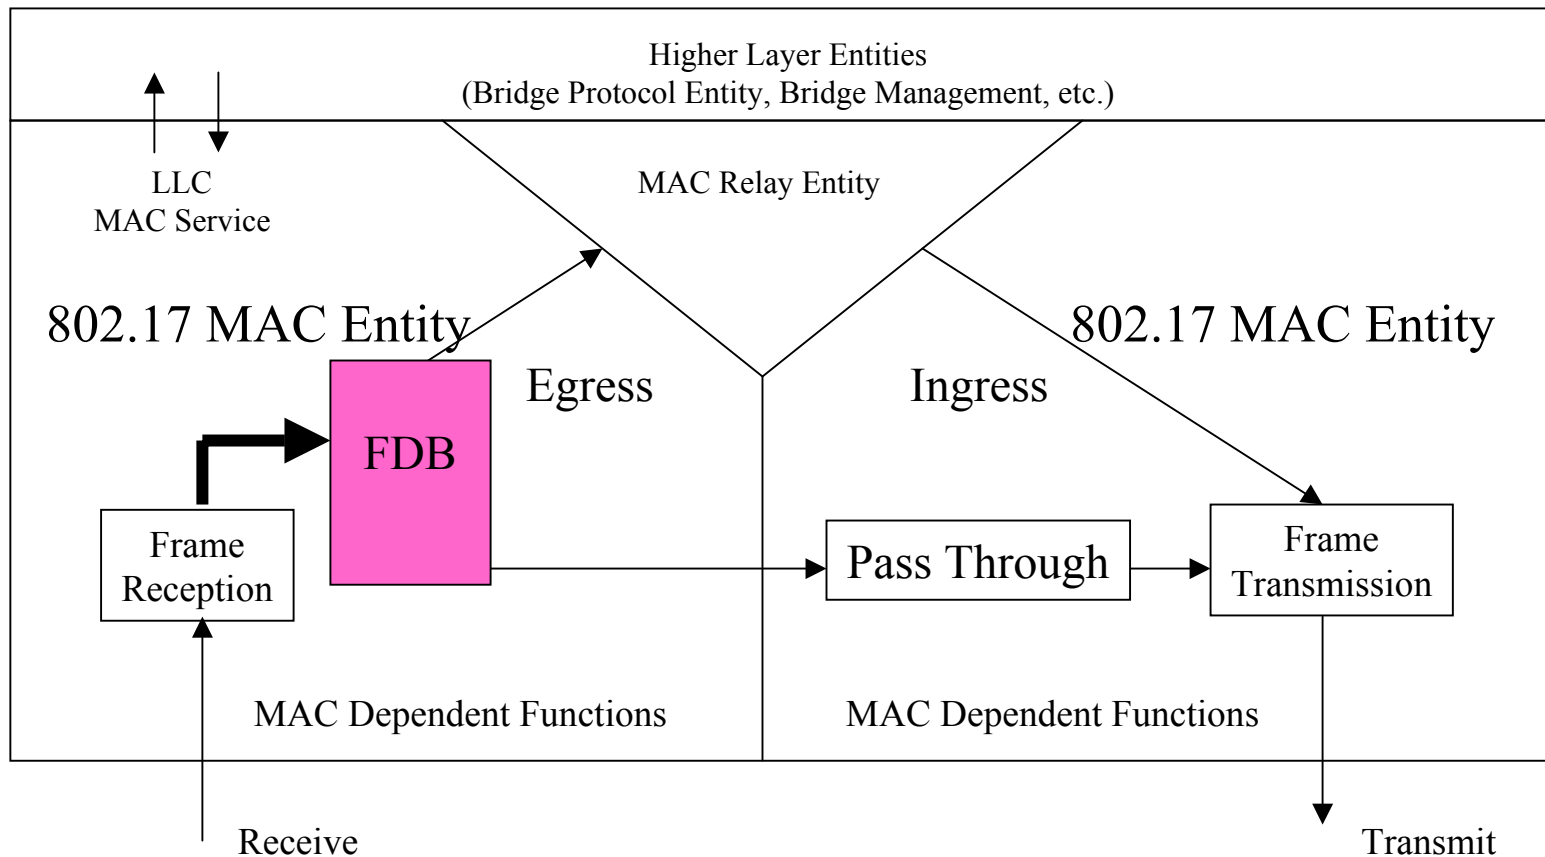 Higher Layer Entities
(Bridge Protocol Entity, Bridge Management, etc.)
LLC
MAC Service
MAC Relay Entity
802.17 MAC Entity
802.17 MAC Entity
Egress
Ingress
FDB
Frame
Reception
Pass Through
Frame
Transmission
MAC Dependent Functions
MAC Dependent Functions
Receive
Transmit